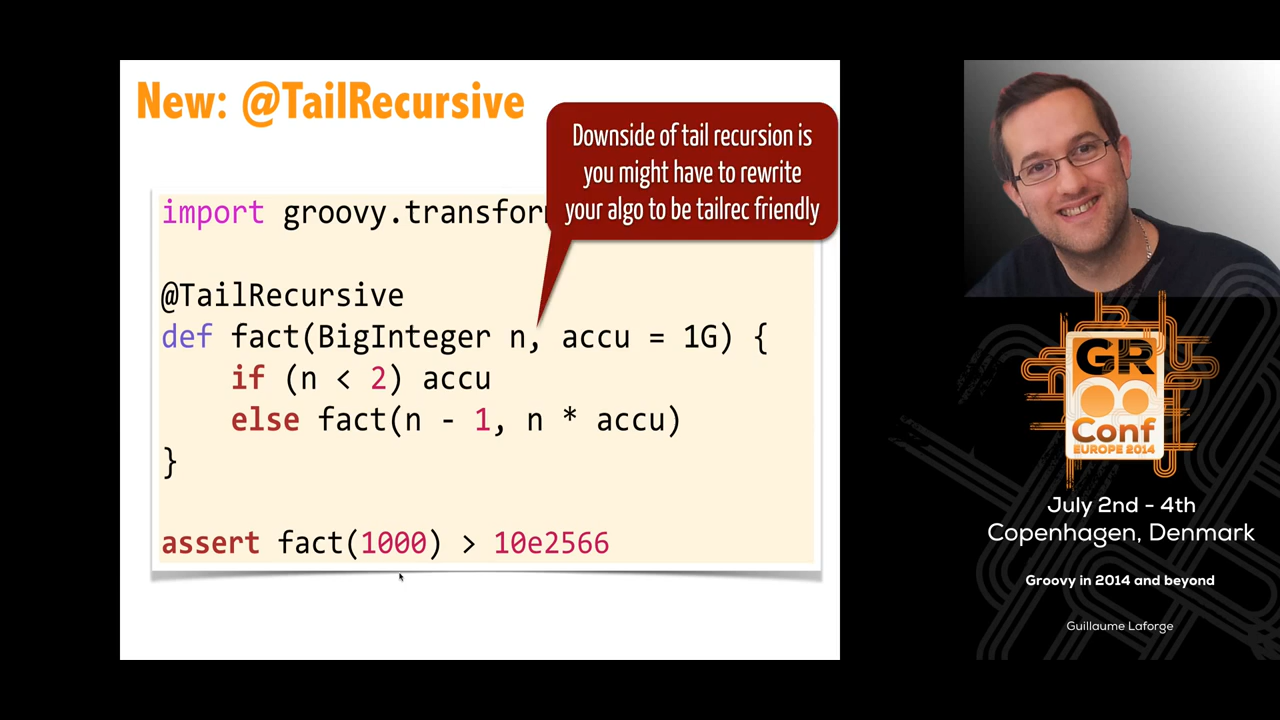 New: @TailRecursive
Downside of tail recursion is
you might have to rewrite
your algo to be tailrec friendly
import groovy.transfor
@TailRecursive
def fact(BigInteger n, accu = 1G) {
if (n < 2) accu
else fact(n - 1, n * accu)
}
assert fact(1000) > 10e2566
GR
Conf
EUROPE 2014
July 2nd - 4th
Copenhagen, Denmark
Groovy in 2014 and beyond
Guillaume Laforge